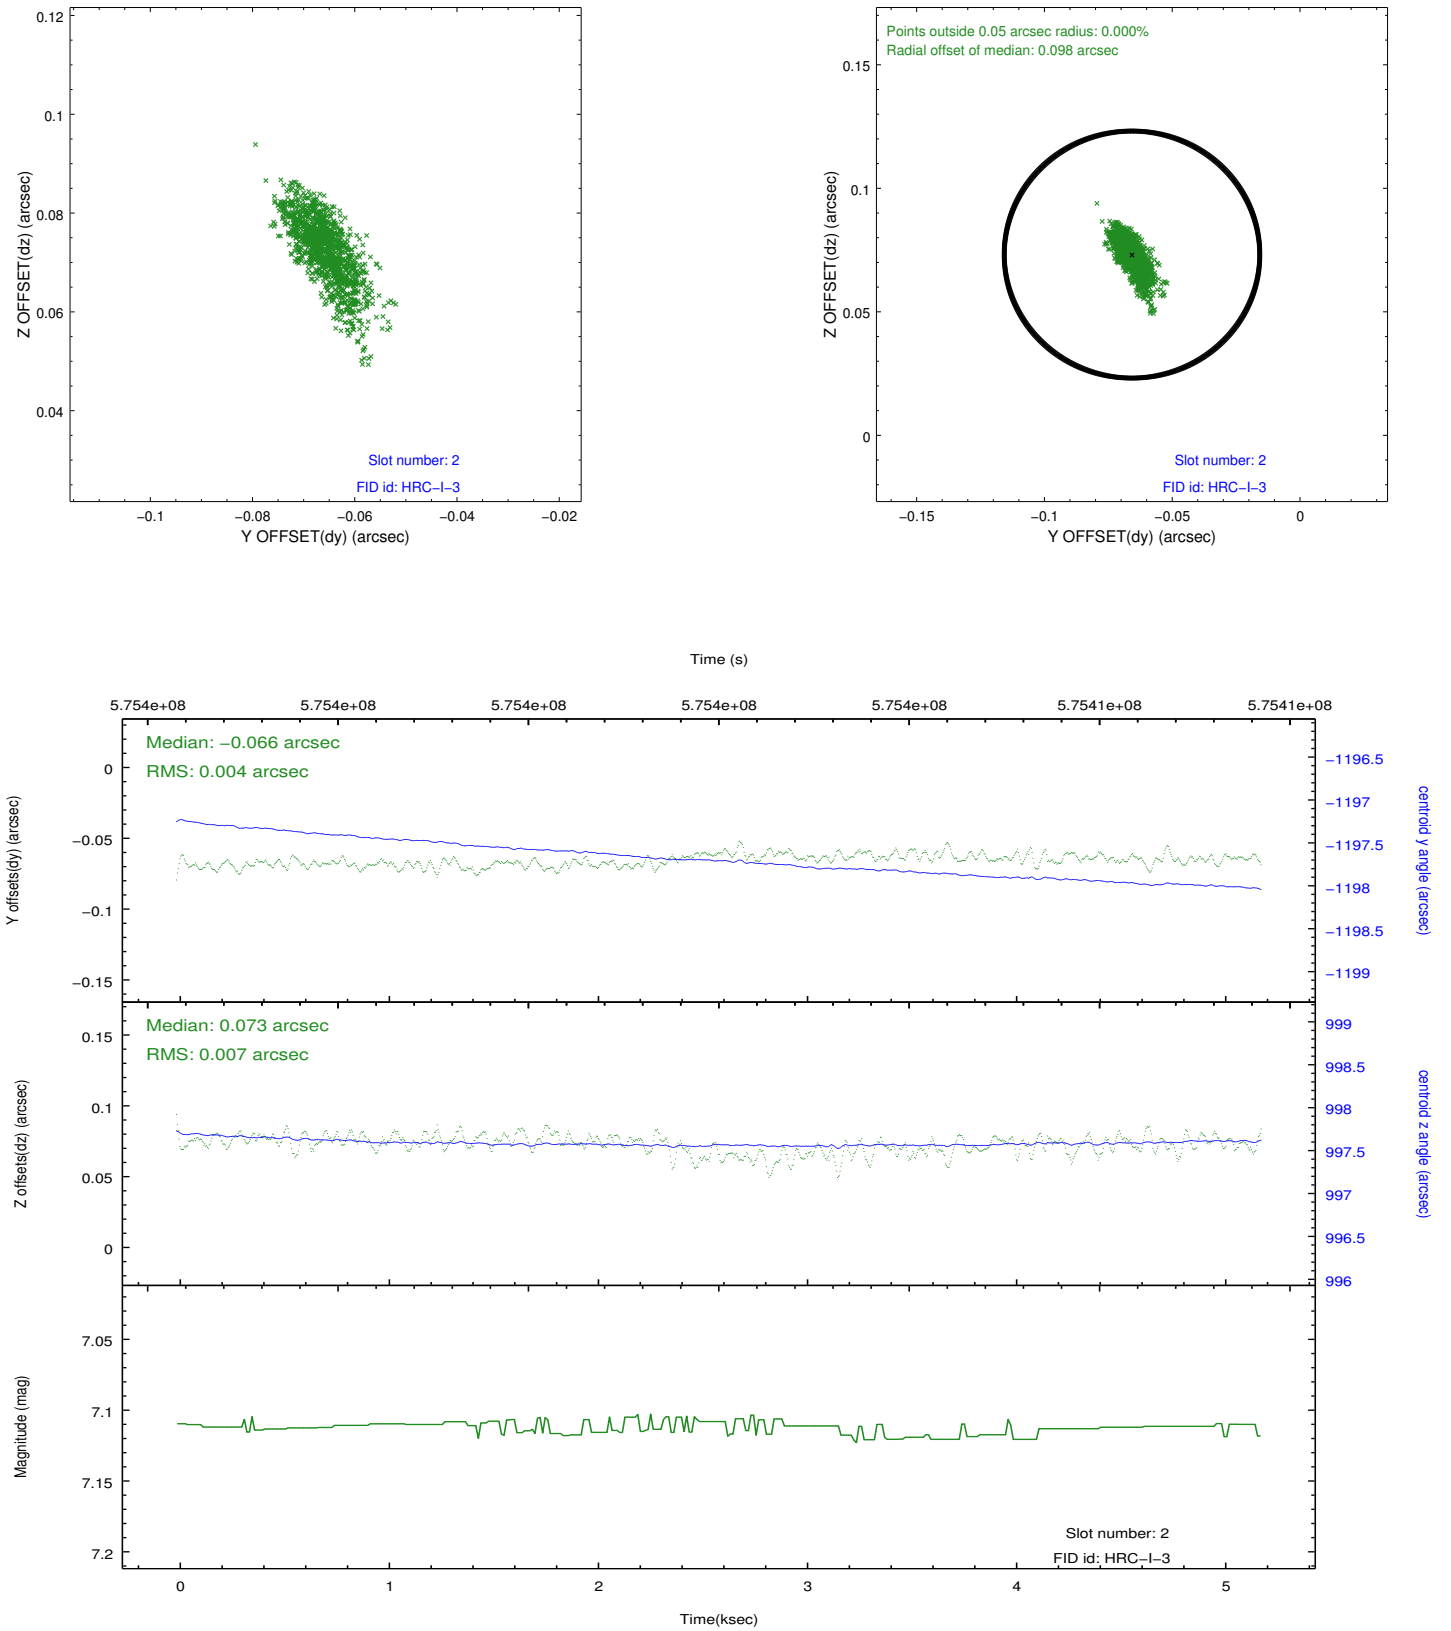 0.12
0.1
0.08
0.06
0.04
Z OFFSET(dz) (arcsec)
Slot number: 2
FID id: HRC−I−3
−0.1
−0.08
−0.06
−0.04
−0.02
Y OFFSET(dy) (arcsec)
Points outside 0.05 arcsec radius: 0.000%
Radial offset of median: 0.098 arcsec
0.15
0.1
0.05
0
Z OFFSET(dz) (arcsec)
Slot number: 2
FID id: HRC−I−3
−0.15
−0.1
−0.05
0
Y OFFSET(dy) (arcsec)
Time (s)
5.754e+08 5.754e+08 5.754e+08 5.754e+08 5.754e+08 5.7541e+08 5.7541e+08
Median: −0.066 arcsec
RMS: 0.004 arcsec
0
−0.05
−0.1
−0.15
Y offsets(dy) (arcsec)
−1196.5
−1197
−1197.5
−1198
−1198.5
−1199
centroid y angle (arcsec)
Median: 0.073 arcsec
RMS: 0.007 arcsec
0.15
0.1
0.05
0
Z offsets(dz) (arcsec)
999
998.5
998
997.5
997
996.5
996
centroid z angle (arcsec)
7.05
7.1
7.15
7.2
Magnitude (mag)
Slot number: 2
FID id: HRC−I−3
0 1 2 3 4 5
Time(ksec)